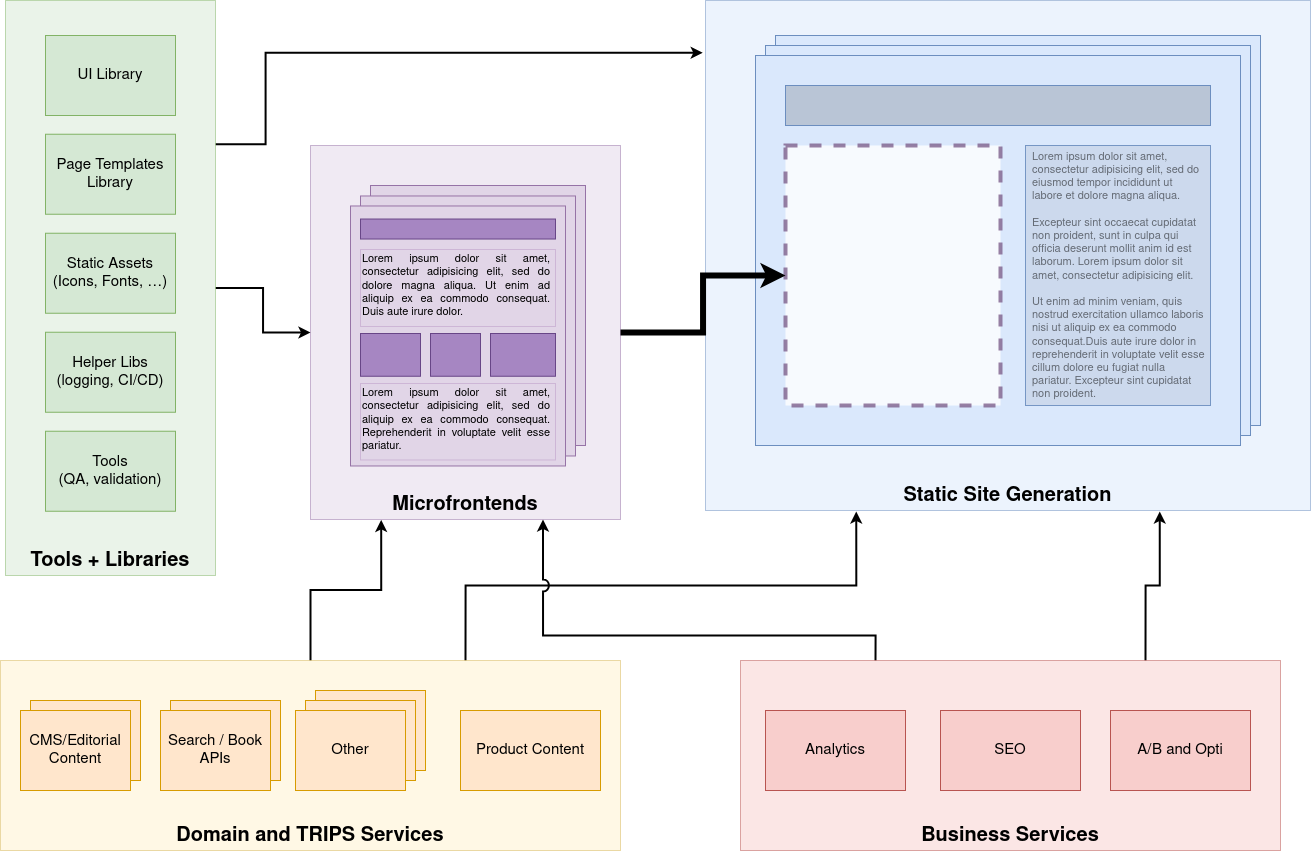 UI Library
Page Templates
Library
Static Assets
(Icons, Fonts, ...)
Helper Libs
(logging, CI/CD)
Tools
(QA, validation)
Tools + Libraries
Lorem ipsum dolor sit amet,
consectetur adipisicing elit, sed do
dolore magna aliqua. Ut enim ad
aliquip ex ea commodo consequat.
Duis aute irure dolor.
Lorem ipsum dolor sit amet,
consectetur adipisicing elit, sed do
aliquip ex ea commodo consequat.
Reprehenderit in voluptate velit esse
pariatur.
Microfrontends
Lorem ipsum dolor sit amet,
consectetur adipisicing elit, sed do
eiusmod tempor incididunt ut
labore et dolore magna aliqua.
Excepteur sint occaecat cupidatat
non proident, sunt in culpa qui
officia deserunt mollit anim id est
laborum. Lorem ipsum dolor sit
amet, consectetur adipisicing elit.
Ut enim ad minim veniam, quis
nostrud exercitation ullamco laboris
nisi ut aliquip ex ea commodo
consequat.Duis aute irure dolor in
reprehenderit in voluptate velit esse
cillum dolore eu fugiat nulla
pariatur. Excepteur sint cupidatat
non proident.
Static Site Generation
CMS/Editorial
Content
Search / Book
APIs
Other
Product Content
Domain and TRIPS Services
Analytics
SEO
A/B and Opti
Business Services